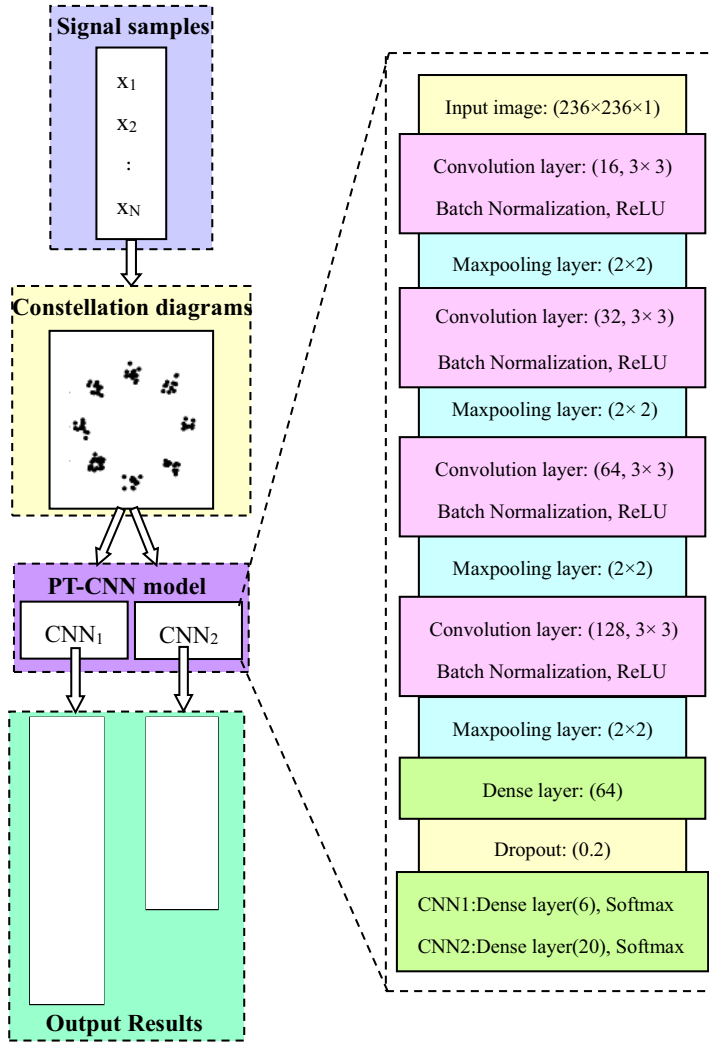 Signal samples
x1
x2
:
xN
Constellation diagrams
PT-CNN model
CNN1
CNN2
Output Results
Input image: (236×236×1)
Convolution layer: (16, 3× 3)
Batch Normalization, ReLU
Maxpooling layer: (2×2)
Convolution layer: (32, 3× 3)
Batch Normalization, ReLU
Maxpooling layer: (2× 2)
Convolution layer: (64, 3× 3)
Batch Normalization, ReLU
Maxpooling layer: (2×2)
Convolution layer: (128, 3× 3)
Batch Normalization, ReLU
Maxpooling layer: (2×2)
Dense layer: (64)
Dropout: (0.2)
CNN1:Dense layer(6), Softmax
CNN2:Dense layer(20), Softmax